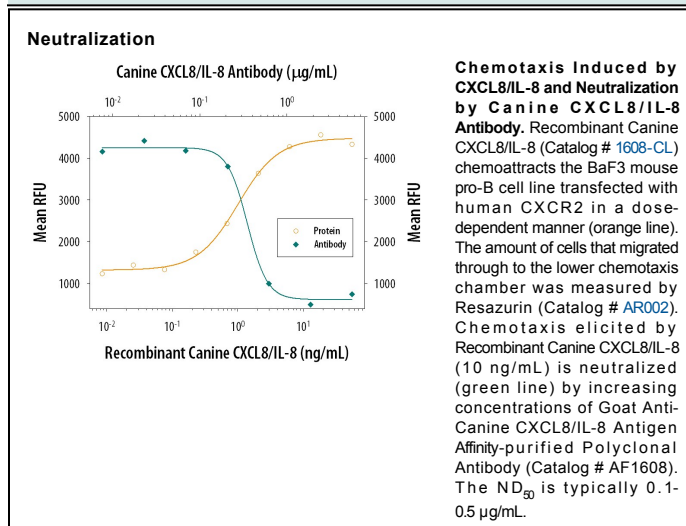 Neutralization
Canine CXCL8/IL-8 Antibody (μg/mL)
10-2 10-1 100
5000 5000
4000 4000
3000 3000
2000 2000
1000 1000
Mean RFU
Mean RFU
Protein
Antibody
10-2 10-1 100 101
Recombinant Canine CXCL8/IL-8 (ng/mL)
Chemotaxis Induced by
CXCL8/IL-8 and Neutralization
by Canine CXCL8/IL-8
Antibody. Recombinant Canine
CXCL8/IL-8 (Catalog # 1608-CL)
chemoattracts the BaF3 mouse
pro-B cell line transfected with
human CXCR2 in a dose-
dependent manner (orange line).
The amount of cells that migrated
through to the lower chemotaxis
chamber was measured by
Resazurin (Catalog # AR002).
Chemotaxis elicited by
Recombinant Canine CXCL8/IL-8
(10 ng/mL) is neutralized
(green line) by increasing
concentrations of Goat Anti-
Canine CXCL8/IL-8 Antigen
Affinity-purified Polyclonal
Antibody (Catalog # AF1608).
The ND50 is typically 0.1-
0.5 μg/mL.